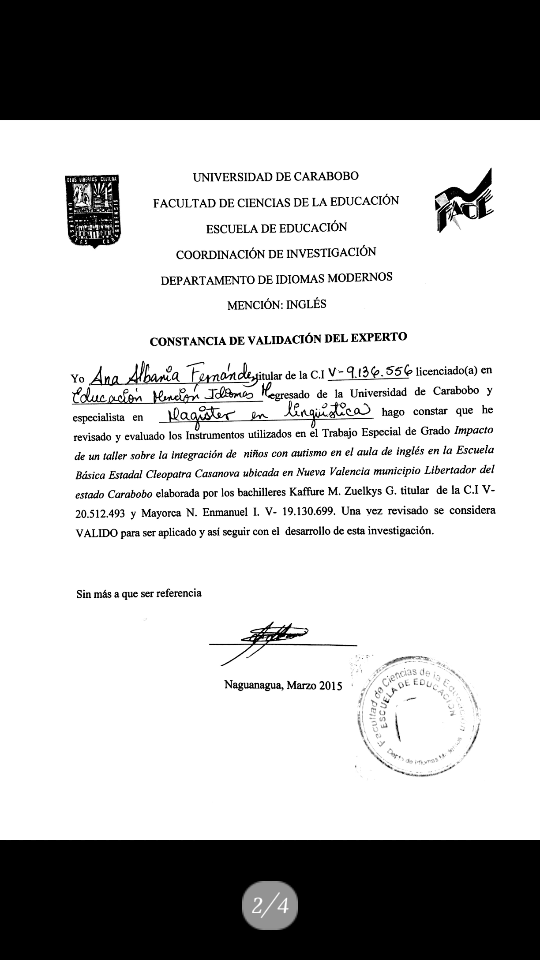 UNIVERSIDAD DE CARABOBO
FACULTAD DE CIENCIAS DE LA EDUCACIÓN
ESCUELA DE EDUCACIÓN
COORDINACIÓN DE INVESTIGACIÓN
DEPARTAMENTO DE IDIOMAS MODERNOS
MENCIÓN: INGLÉS
FACE
CONSTANCIA DE VALIDACIÓN DEL EXPERTO
Yo Ana Albania Fernández, titular de la C.I V-9.136.556 licenciado(a) en
Educación Mención Idiomas M. egresado de la Universidad de Carabobo y
especialista en Magister en lingüística hago constar que he
revisado y evaluado los Instrumentos utilizados en el Trabajo Especial de Grado Impacto
de un taller sobre la integración de niños con autismo en el aula de inglés en la Escuela
Básica Estadal Cleopatra Casanova ubicada en Nueva Valencia municipio Libertador del
estado Carabobo elaborada por los bachilleres Kaffure M. Zuelkys G. titular de la C.I V-
20.512.493 y Mayorca N. Enmanuel I. V- 19.130.699. Una vez revisado se considera
VALIDO para ser aplicado y así seguir con el desarrollo de esta investigación.
Sin más a que ser referencia
Naguanagua, Marzo 2015
Facultad de Ciencias de la Educación
ESCUELA DE EDUCACIÓN
2/4